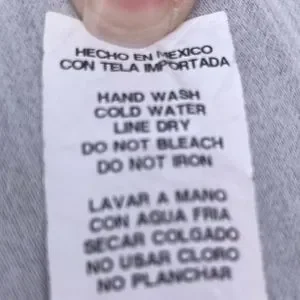 HECHO EN MEXICO
CON TELA IMPORTADA
HAND WASH
COLD WATER
LINE DRY
DO NOT BLEACH
DO NOT IRON
LAVAR A MANO
CON AGUA FRIA
SECAR COLGADO
NO USAR CLORO
NO PLANCHAR